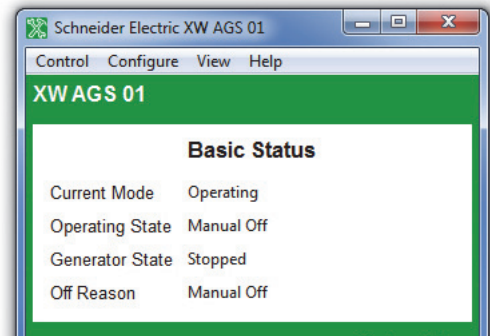 Schneider Electric XW AGS 01
Control Configure View Help
XW AGS 01
Basic Status
Current Mode Operating
Operating State Manual Off
Generator State Stopped
Off Reason Manual Off